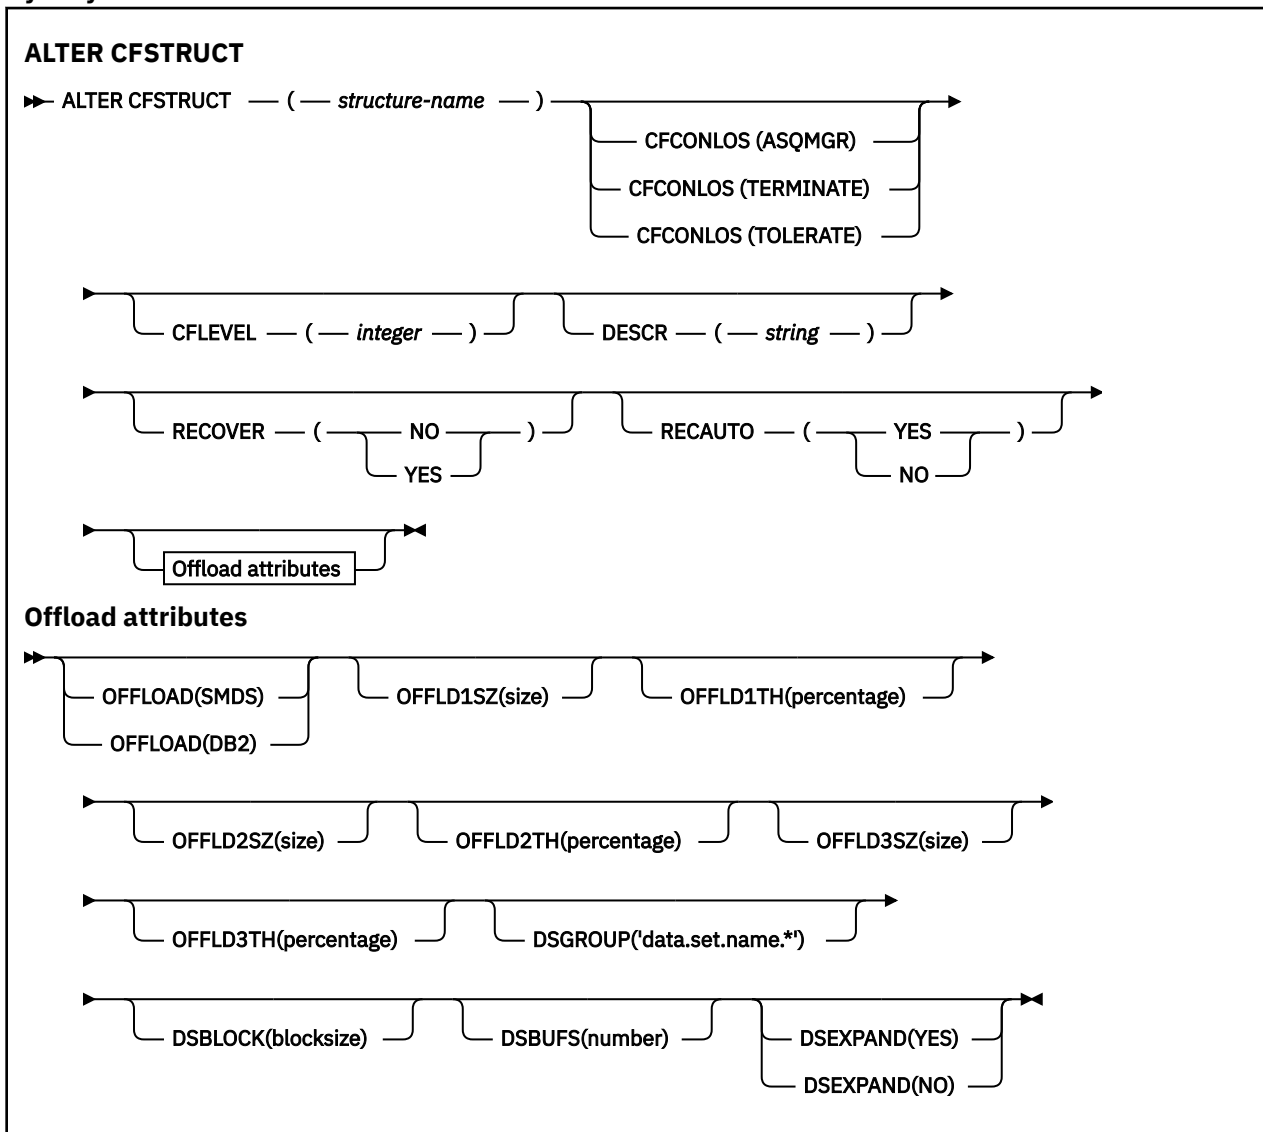 ALTER CFSTRUCT
ALTER CFSTRUCT ( structure-name )
CFCONLOS (ASQMGR)
CFCONLOS (TERMINATE)
CFCONLOS (TOLERATE)
CFLEVEL ( integer ) DESCR ( string )
RECOVER ( NO ) RECAUTO ( YES )
YES NO
Offload attributes
Offload attributes
OFFLOAD(SMDS) OFFLD1SZ(size) OFFLD1TH(percentage)
OFFLOAD(DB2)
OFFLD2SZ(size) OFFLD2TH(percentage) OFFLD3SZ(size)
OFFLD3TH(percentage) DSGROUP('data.set.name.*')
DSBLOCK(blocksize) DSBUFS(number) DSEXPAND(YES)
DSEXPAND(NO)